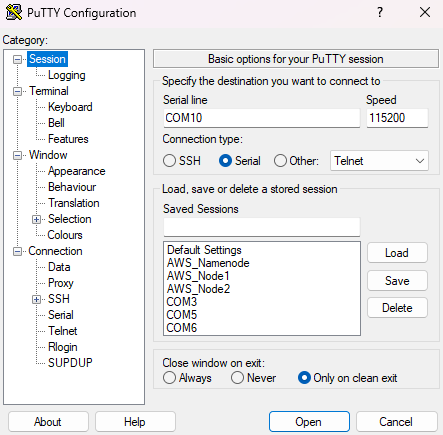 PuTTY Configuration
?
Category:
Session
Logging
Terminal
Keyboard
Bell
Features
Window
Appearance
Behaviour
Translation
Selection
Colours
Connection
Data
Proxy
SSH
Serial
Telnet
Rlogin
SUPDUP
Basic options for your PuTTY session
Specify the destination you want to connect to
Serial line Speed
COM10 115200
Connection type:
SSH Serial Other: Telnet
Load, save or delete a stored session
Saved Sessions
Default Settings
AWS_Namenode
AWS_Node1
AWS_Node2
COM3
COM5
COM6
Load
Save
Delete
Close window on exit:
Always Never Only on clean exit
About Help Open Cancel